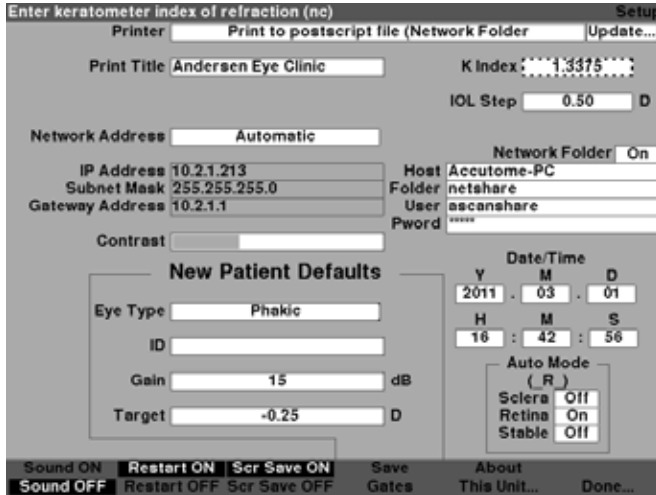 Enter keratometer index of refraction (nc) Setup
Printer Print to postscript file (Network Folder Update...
Print Title Andersen Eye Clinic K Index 1.3375
IOL Step 0.50 D
Network Address Automatic
Network Folder On
IP Address 10.2.1.213 Host Accutome-PC
Subnet Mask 255.255.255.0 Folder netshare
Gateway Address 10.2.1.1 User ascanshare
Pword *****
Contrast
Date/Time
New Patient Defaults
Y M D
2011 . 03 . 01
Eye Type Phakic
H M S
16 : 42 : 56
ID
Auto Mode
(_R_)
Gain 15 dB
Sclera Off
Retina On
Target -0.25 D
Stable Off
Sound ON Restart ON Scr Save ON Save About
Sound OFF Restart OFF Scr Save OFF Gates This Unit... Done...